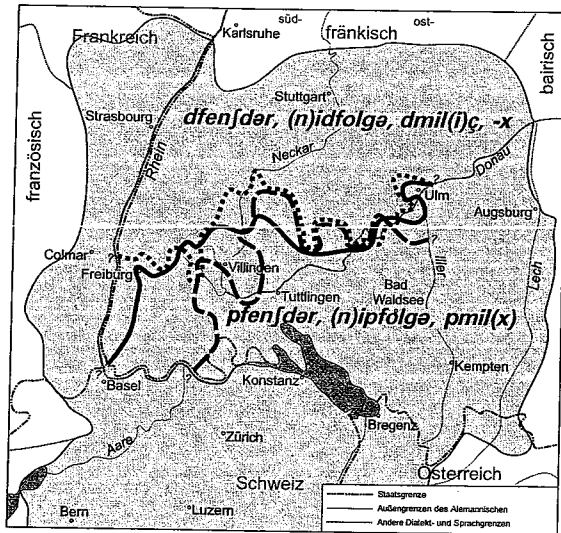 süd-
ost-
Frankreich
Karlsruhe
fränkisch
bairisch
Stuttgart
Strasbourg
dfenʃdər, (n)idfolgə, dmil(i)ç, -x
französisch
Rhein
Neckar
Donau
?
?
Ulm
Augsburg
?
?
Colmar
?
Freiburg
Villingen
Iller
Lech
Bad
Waldsee
Tuttlingen
pfenʃdər, (n)ipfolgə, pmil(x)
Basel
Konstanz
Kempten
Bregenz
Aare
Zürich
Österreich
Schweiz
Bern
Luzern
Staatsgrenze
Außengrenzen des Alemannischen
Andere Dialekt- und Sprachgrenzen